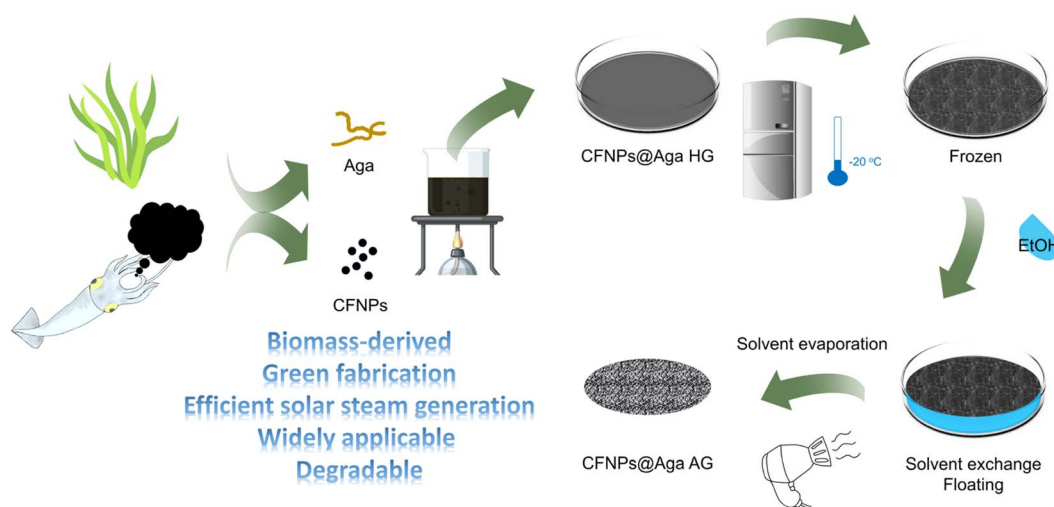 Aga
CFNPs
CFNPs@Aga HG
-20 °C
Frozen
EtOH
Solvent exchange
Floating
Solvent evaporation
CFNPs@Aga AG
Biomass-derived
Green fabrication
Efficient solar steam generation
Widely applicable
Degradable